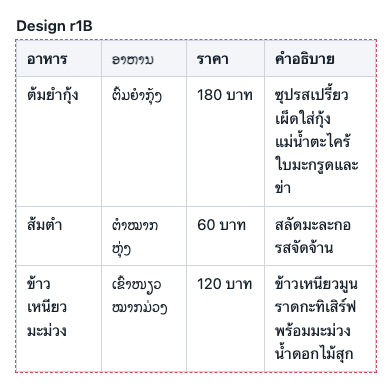 Design r1B
อาหาร ອາຫານ ราคา คำอธิบาย
ต้มยำกุ้ง ຕົ້ມຍຳກຸ້ງ 180 บาท ซุปรสเปรี้ยว
เผ็ดใส่กุ้ง
แม่น้ำตะไคร้
ใบมะกรูดและ
ข่า
ส้มตำ ຕຳໝາກ 60 บาท สลัดมะละกอ
ຫຸ່ງ รสจัดจ้าน
ข้าว ເຂົ້າໜຽວ 120 บาท ข้าวเหนียวมูน
เหนียว ໝາກມ່ວງ ราดกะทิเสิร์ฟ
มะม่วง พร้อมมะม่วง
น้ำดอกไม้สุก